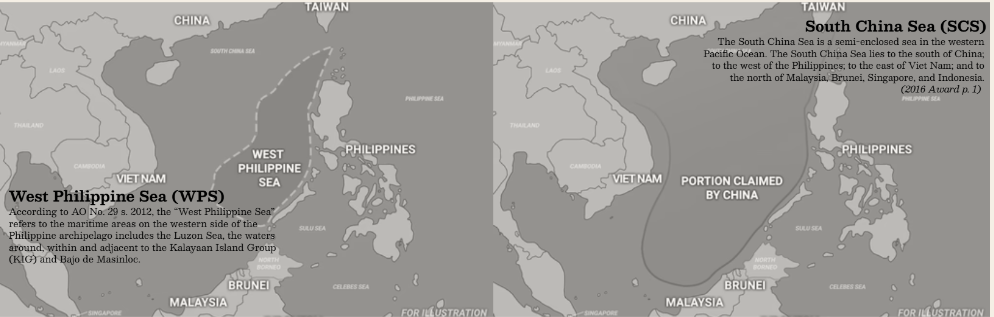 TAIWAN
CHINA
SOUTH CHINA SEA
LAOS
PHILIPPINE SEA
THAILAND
WEST
PHILIPPINE
SEA
PHILIPPINES
CAMBODIA
VIET NAM
West Philippine Sea (WPS)
According to AO No. 29 s. 2012, the “West Philippine Sea”
refers to the maritime areas on the western side of the
Philippine archipelago includes the Luzon Sea, the waters
around, within and adjacent to the Kalayaan Island Group
(KIG) and Bajo de Masinloc.
SULU SEA
NORTH
BORNEO
BRUNEI
CELEBES SEA
MALAYSIA
SINGAPORE
FOR ILLUSTRATION
TAIWAN
CHINA
South China Sea (SCS)
The South China Sea is a semi-enclosed sea in the western
Pacific Ocean. The South China Sea lies to the south of China;
to the west of the Philippines; to the east of Viet Nam; and to
the north of Malaysia, Brunei, Singapore, and Indonesia.
(2016 Award p. 1)
LAOS
PHILIPPINE SEA
THAILAND
PHILIPPINES
CAMBODIA
VIET NAM
PORTION CLAIMED
BY CHINA
SULU SEA
NORTH
BORNEO
BRUNEI
CELEBES SEA
MALAYSIA
SINGAPORE
FOR ILLUSTRATION